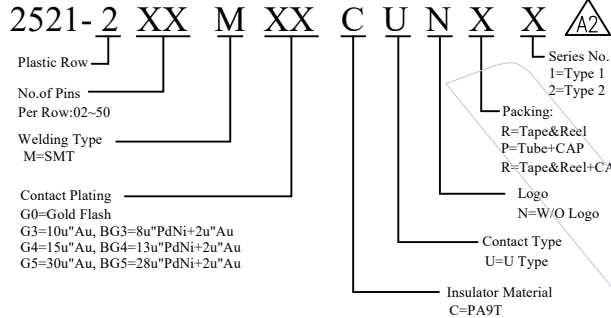 2521-2 XX M XX C U N X X A2
Plastic Row
No.of Pins
Per Row:02~50
Welding Type
M=SMT
Contact Plating
G0=Gold Flash
G3=10u"Au, BG3=8u"PdNi+2u"Au
G4=15u"Au, BG4=13u"PdNi+2u"Au
G5=30u"Au, BG5=28u"PdNi+2u"Au
Series No.
1=Type 1
2=Type 2
Packing:
R=Tape&Reel
P=Tube+CAP
R=Tape&Reel+CA
Logo
N=W/O Logo
Contact Type
U=U Type
Insulator Material
C=PA9T